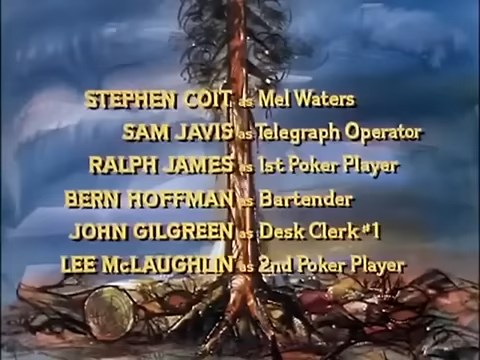 STEPHEN COIT as Mel Waters
SAM JAVIS as Telegraph Operator
RALPH JAMES as 1st Poker Player
BERN HOFFMAN as Bartender
JOHN GILGREEN as Desk Clerk #1
LEE McLAUGHLIN as 2nd Poker Player